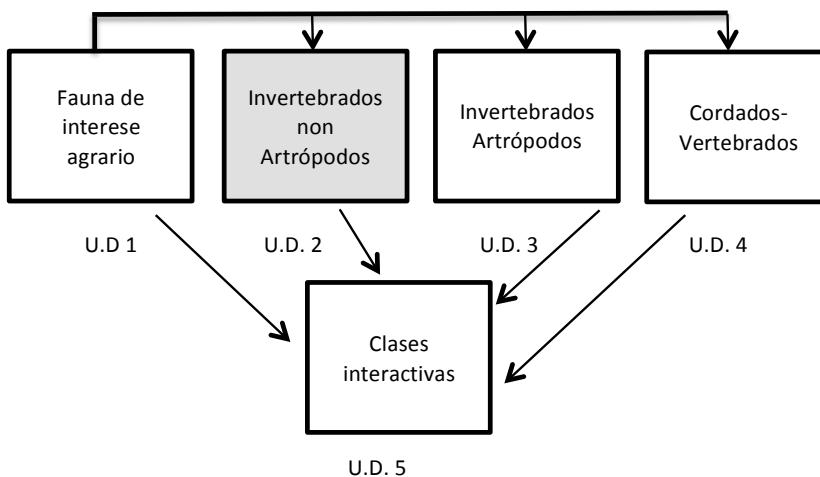 Fauna de
interese
agrario
Invertebrados
non
Artrópodos
Invertebrados
Artrópodos
Cordados-
Vertebrados
U.D 1
U.D. 2
U.D. 3
U.D. 4
Clases
interactivas
U.D. 5